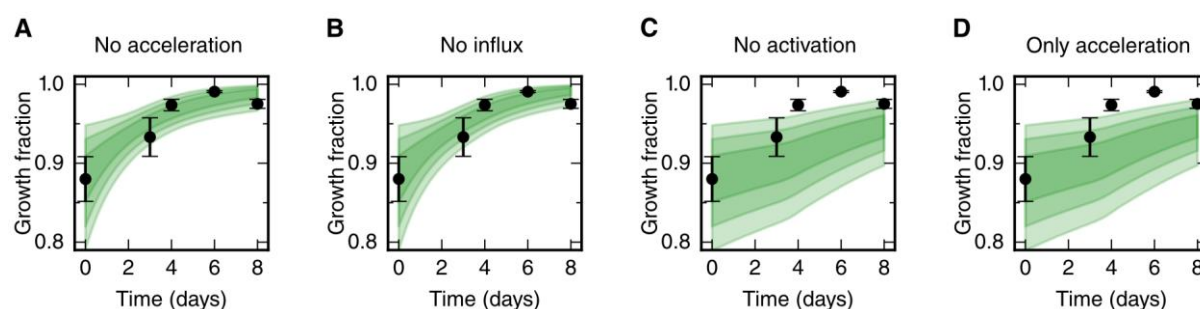 A No acceleration
B No influx
C No activation
D Only acceleration
Growth fraction
1.0
0.9
0.8
0 2 4 6 8
Time (days)
Growth fraction
1.0
0.9
0.8
0 2 4 6 8
Time (days)
Growth fraction
1.0
0.9
0.8
0 2 4 6 8
Time (days)
Growth fraction
1.0
0.9
0.8
0 2 4 6 8
Time (days)